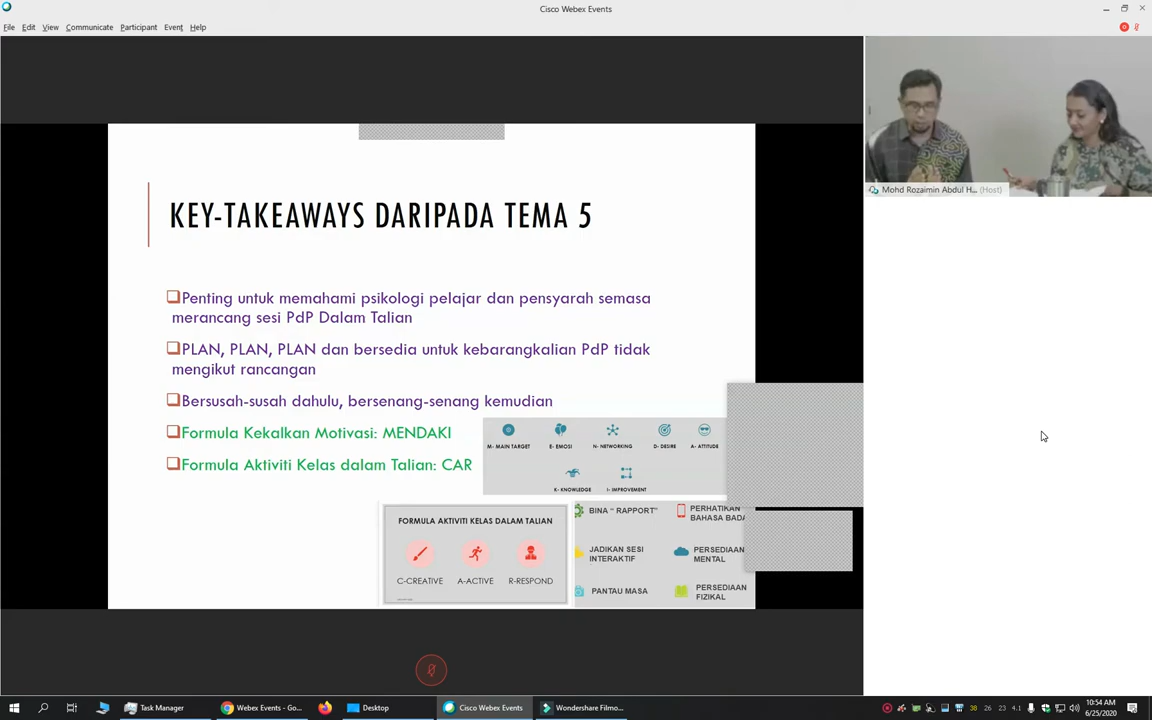 Cisco Webex Events
File Edit View Communicate Participant Event Help
Mohd Rozaimin Abdul H... (Host)
KEY-TAKEAWAYS DARIPADA TEMA 5
Penting untuk memahami psikologi pelajar dan pensyarah semasa
merancang sesi PdP Dalam Talian
PLAN, PLAN, PLAN dan bersedia untuk kebarangkalian PdP tidak
mengikut rancangan
Bersusah-susah dahulu, bersenang-senang kemudian
Formula Kekalkan Motivasi: MENDAKI
Formula Aktiviti Kelas dalam Talian: CAR
M- MAIN TARGET E- EMOSI N- NETWORKING D- DESIRE A- ATTITUDE
K- KNOWLEDGE I- IMPROVEMENT
FORMULA AKTIVITI KELAS DALAM TALIAN
C-CREATIVE A-ACTIVE R-RESPOND
BINA " RAPPORT" PERHATIKAN
BAHASA BADA
JADIKAN SESI PERSEDIAAN
INTERAKTIF MENTAL
PANTAU MASA PERSEDIAAN
FIZIKAL
Task Manager Webex Events - Go... Desktop Cisco Webex Events Wondershare Filmo... 38 26 23 4.1 10:54 AM
6/25/2020